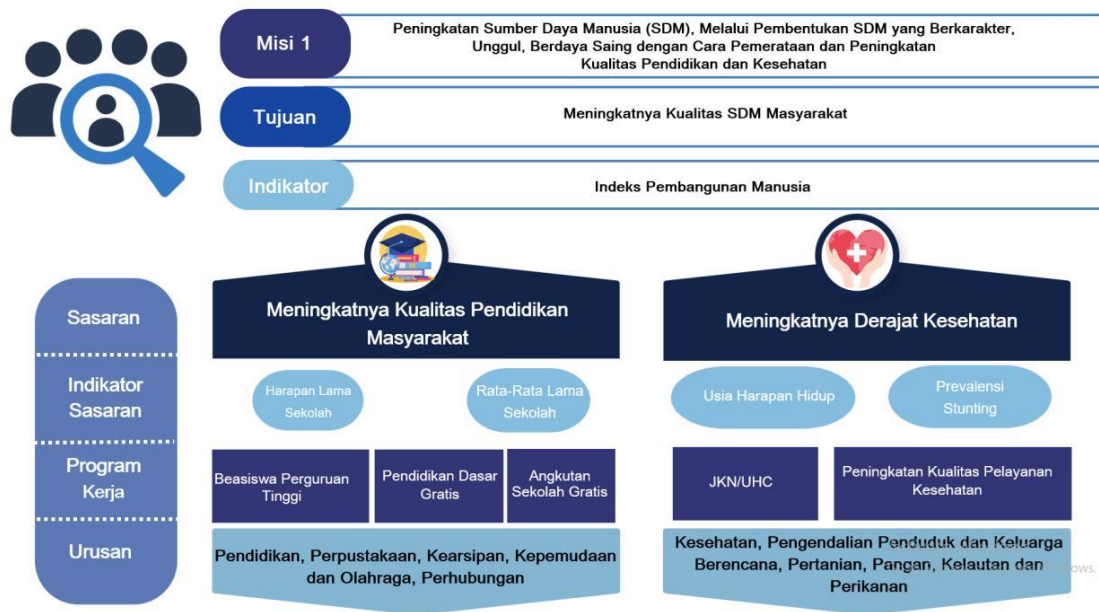 Misi 1
Peningkatan Sumber Daya Manusia (SDM), Melalui Pembentukan SDM yang Berkarakter,
Unggul, Berdaya Saing dengan Cara Pemerataan dan Peningkatan
Kualitas Pendidikan dan Kesehatan
Tujuan
Meningkatnya Kualitas SDM Masyarakat
Indikator
Indeks Pembangunan Manusia
Sasaran
Meningkatnya Kualitas Pendidikan
Masyarakat
Meningkatnya Derajat Kesehatan
Indikator
Sasaran
Harapan Lama
Sekolah
Rata-Rata Lama
Sekolah
Usia Harapan Hidup
Prevalensi
Stunting
Program
Kerja
Beasiswa Perguruan
Tinggi
Pendidikan Dasar
Gratis
Angkutan
Sekolah Gratis
JKN/UHC
Peningkatan Kualitas Pelayanan
Kesehatan
Urusan
Pendidikan, Perpustakaan, Kearsipan, Kepemudaan
dan Olahraga, Perhubungan
Kesehatan, Pengendalian Penduduk dan Keluarga
Berencana, Pertanian, Pangan, Kelautan dan
Perikanan